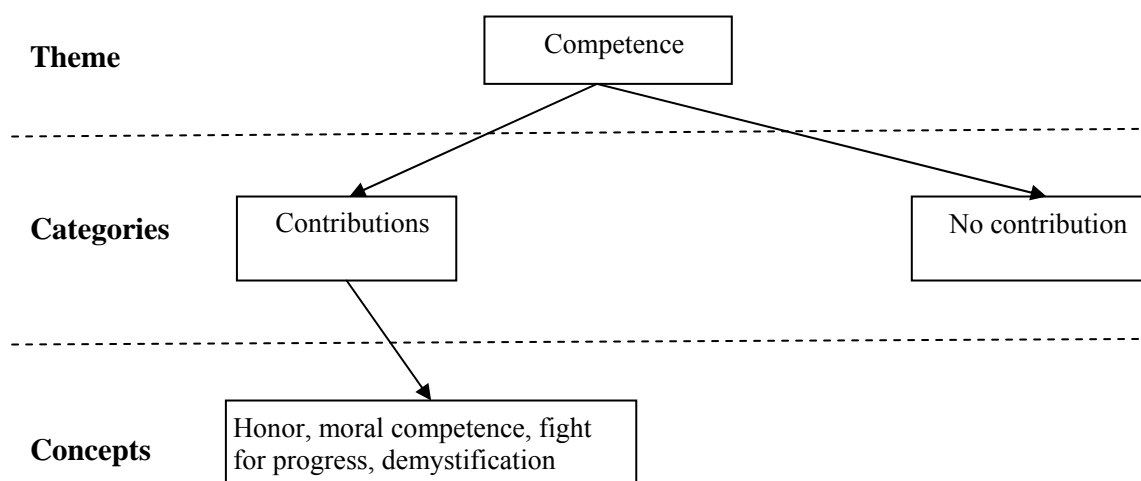 Theme
Competence
Categories
Contributions
No contribution
Concepts
Honor, moral competence, fight
for progress, demystification